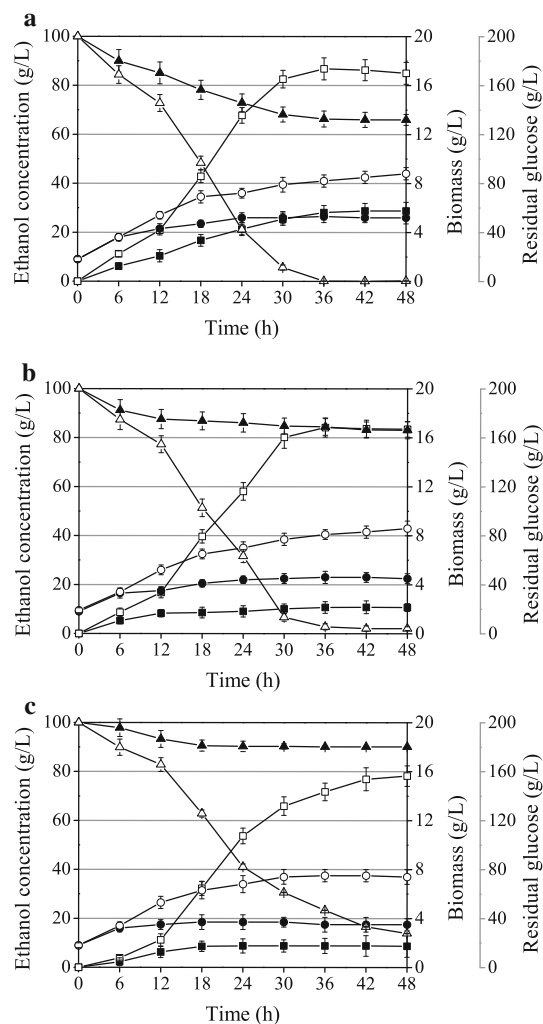 a
100 20 200
80 16 160
60 12 120
40 8 80
20 4 40
0 0 0
0 6 12 18 24 30 36 42 48
Time (h)
Ethanol concentration (g/L)
Biomass (g/L)
Residual glucose (g/L)
b
100 20 200
80 16 160
60 12 120
40 8 80
20 4 40
0 0 0
0 6 12 18 24 30 36 42 48
Time (h)
Ethanol concentration (g/L)
Biomass (g/L)
Residual glucose (g/L)
c
100 20 200
80 16 160
60 12 120
40 8 80
20 4 40
0 0 0
0 6 12 18 24 30 36 42 48
Time (h)
Ethanol concentration (g/L)
Biomass (g/L)
Residual glucose (g/L)